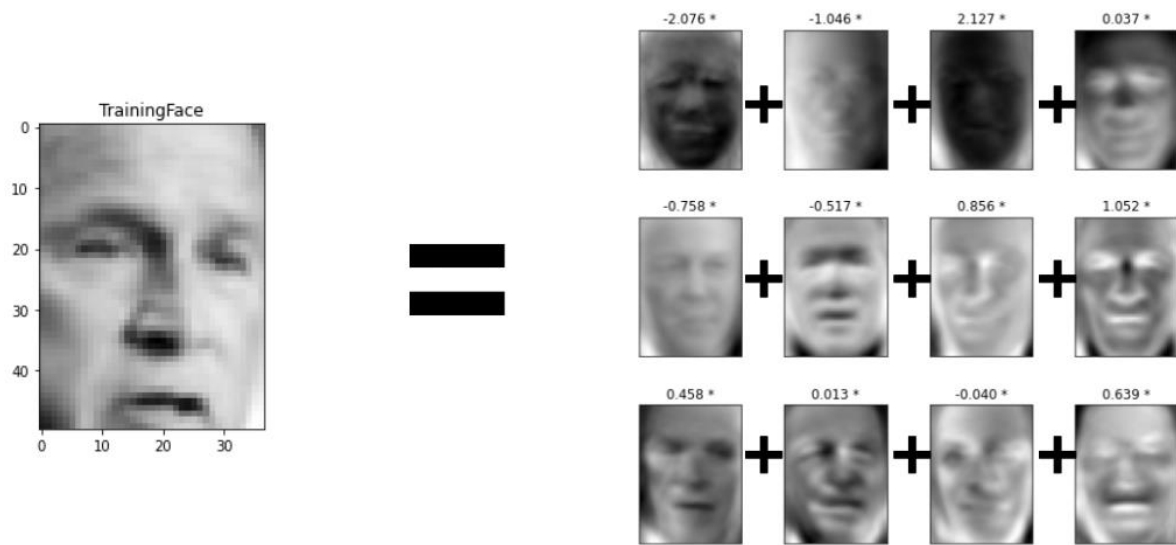 TrainingFace
0
10
20
30
40
0 10 20 30
-2.076 * -1.046 * 2.127 * 0.037 *
+ + +
-0.758 * -0.517 * 0.856 * 1.052 *
+ + +
=
0.458 * 0.013 * -0.040 * 0.639 *
+ + +